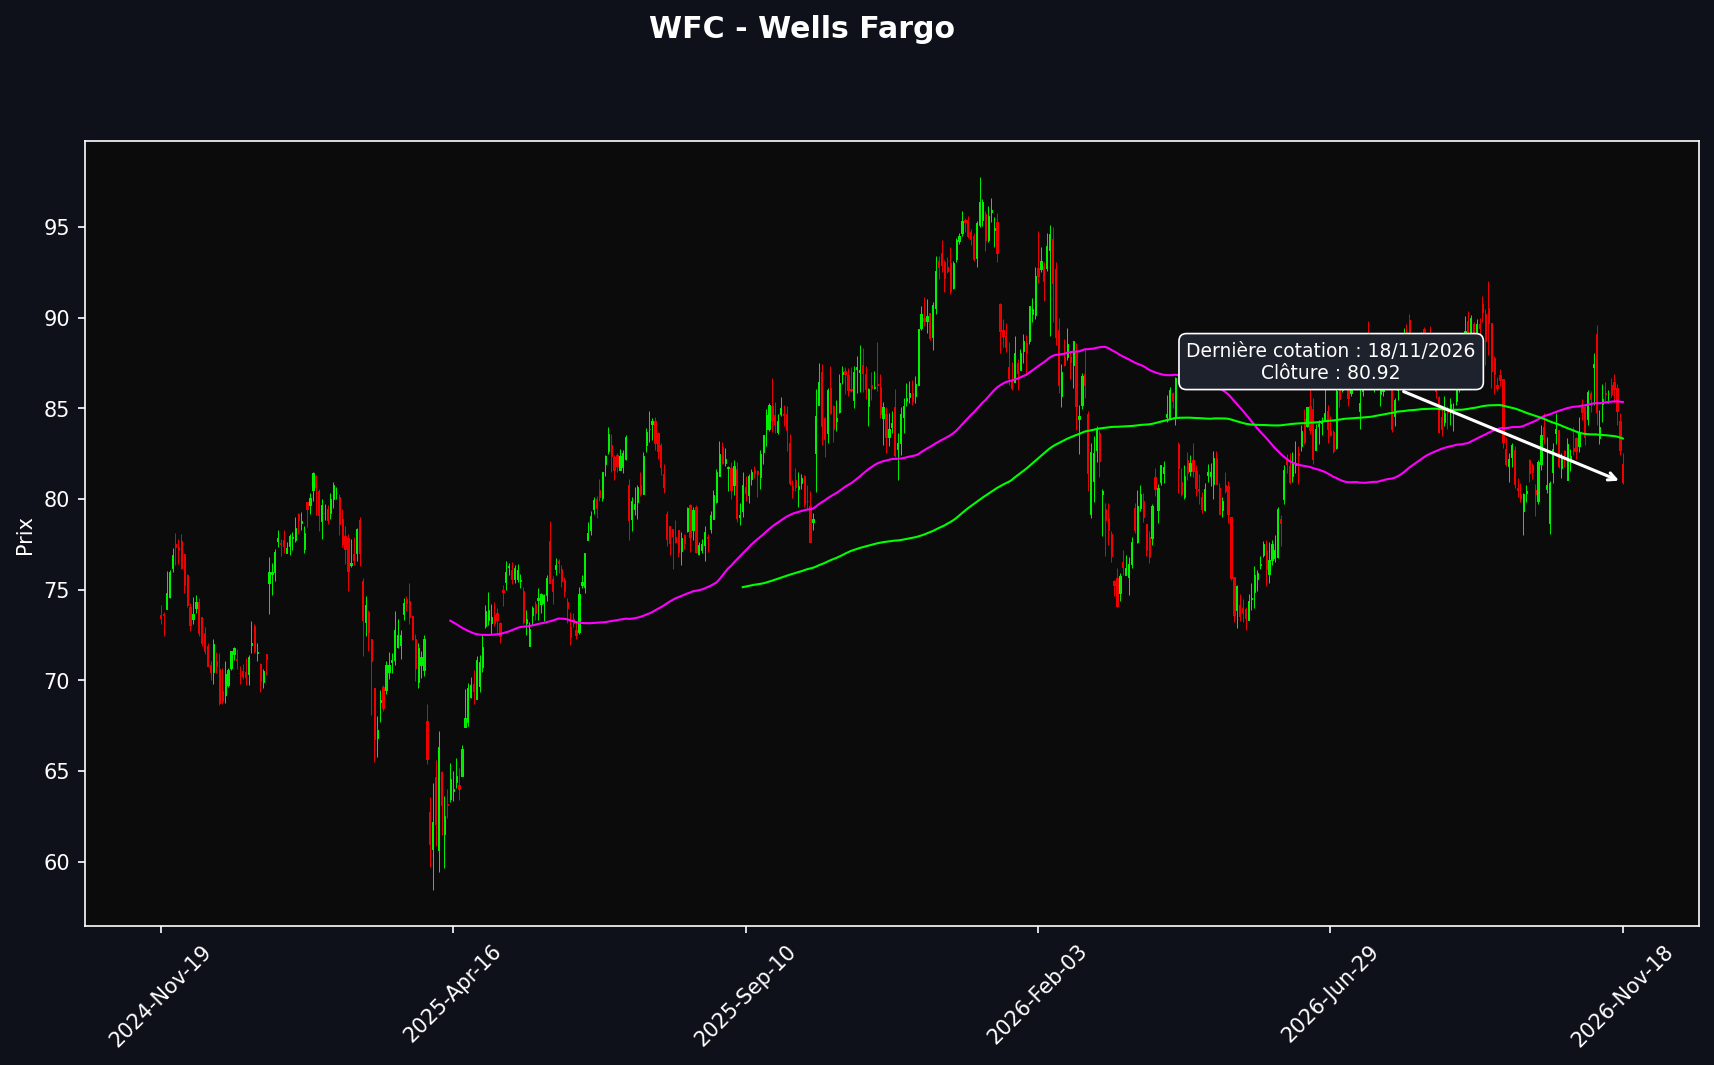 WFC - Wells Fargo
Dernière cotation : 18/11/2026
Clôture : 80.92
Prix
95
90
85
80
75
70
65
60
2024-Nov-19
2025-Apr-16
2025-Sep-10
2026-Feb-03
2026-Jun-29
2026-Nov-18